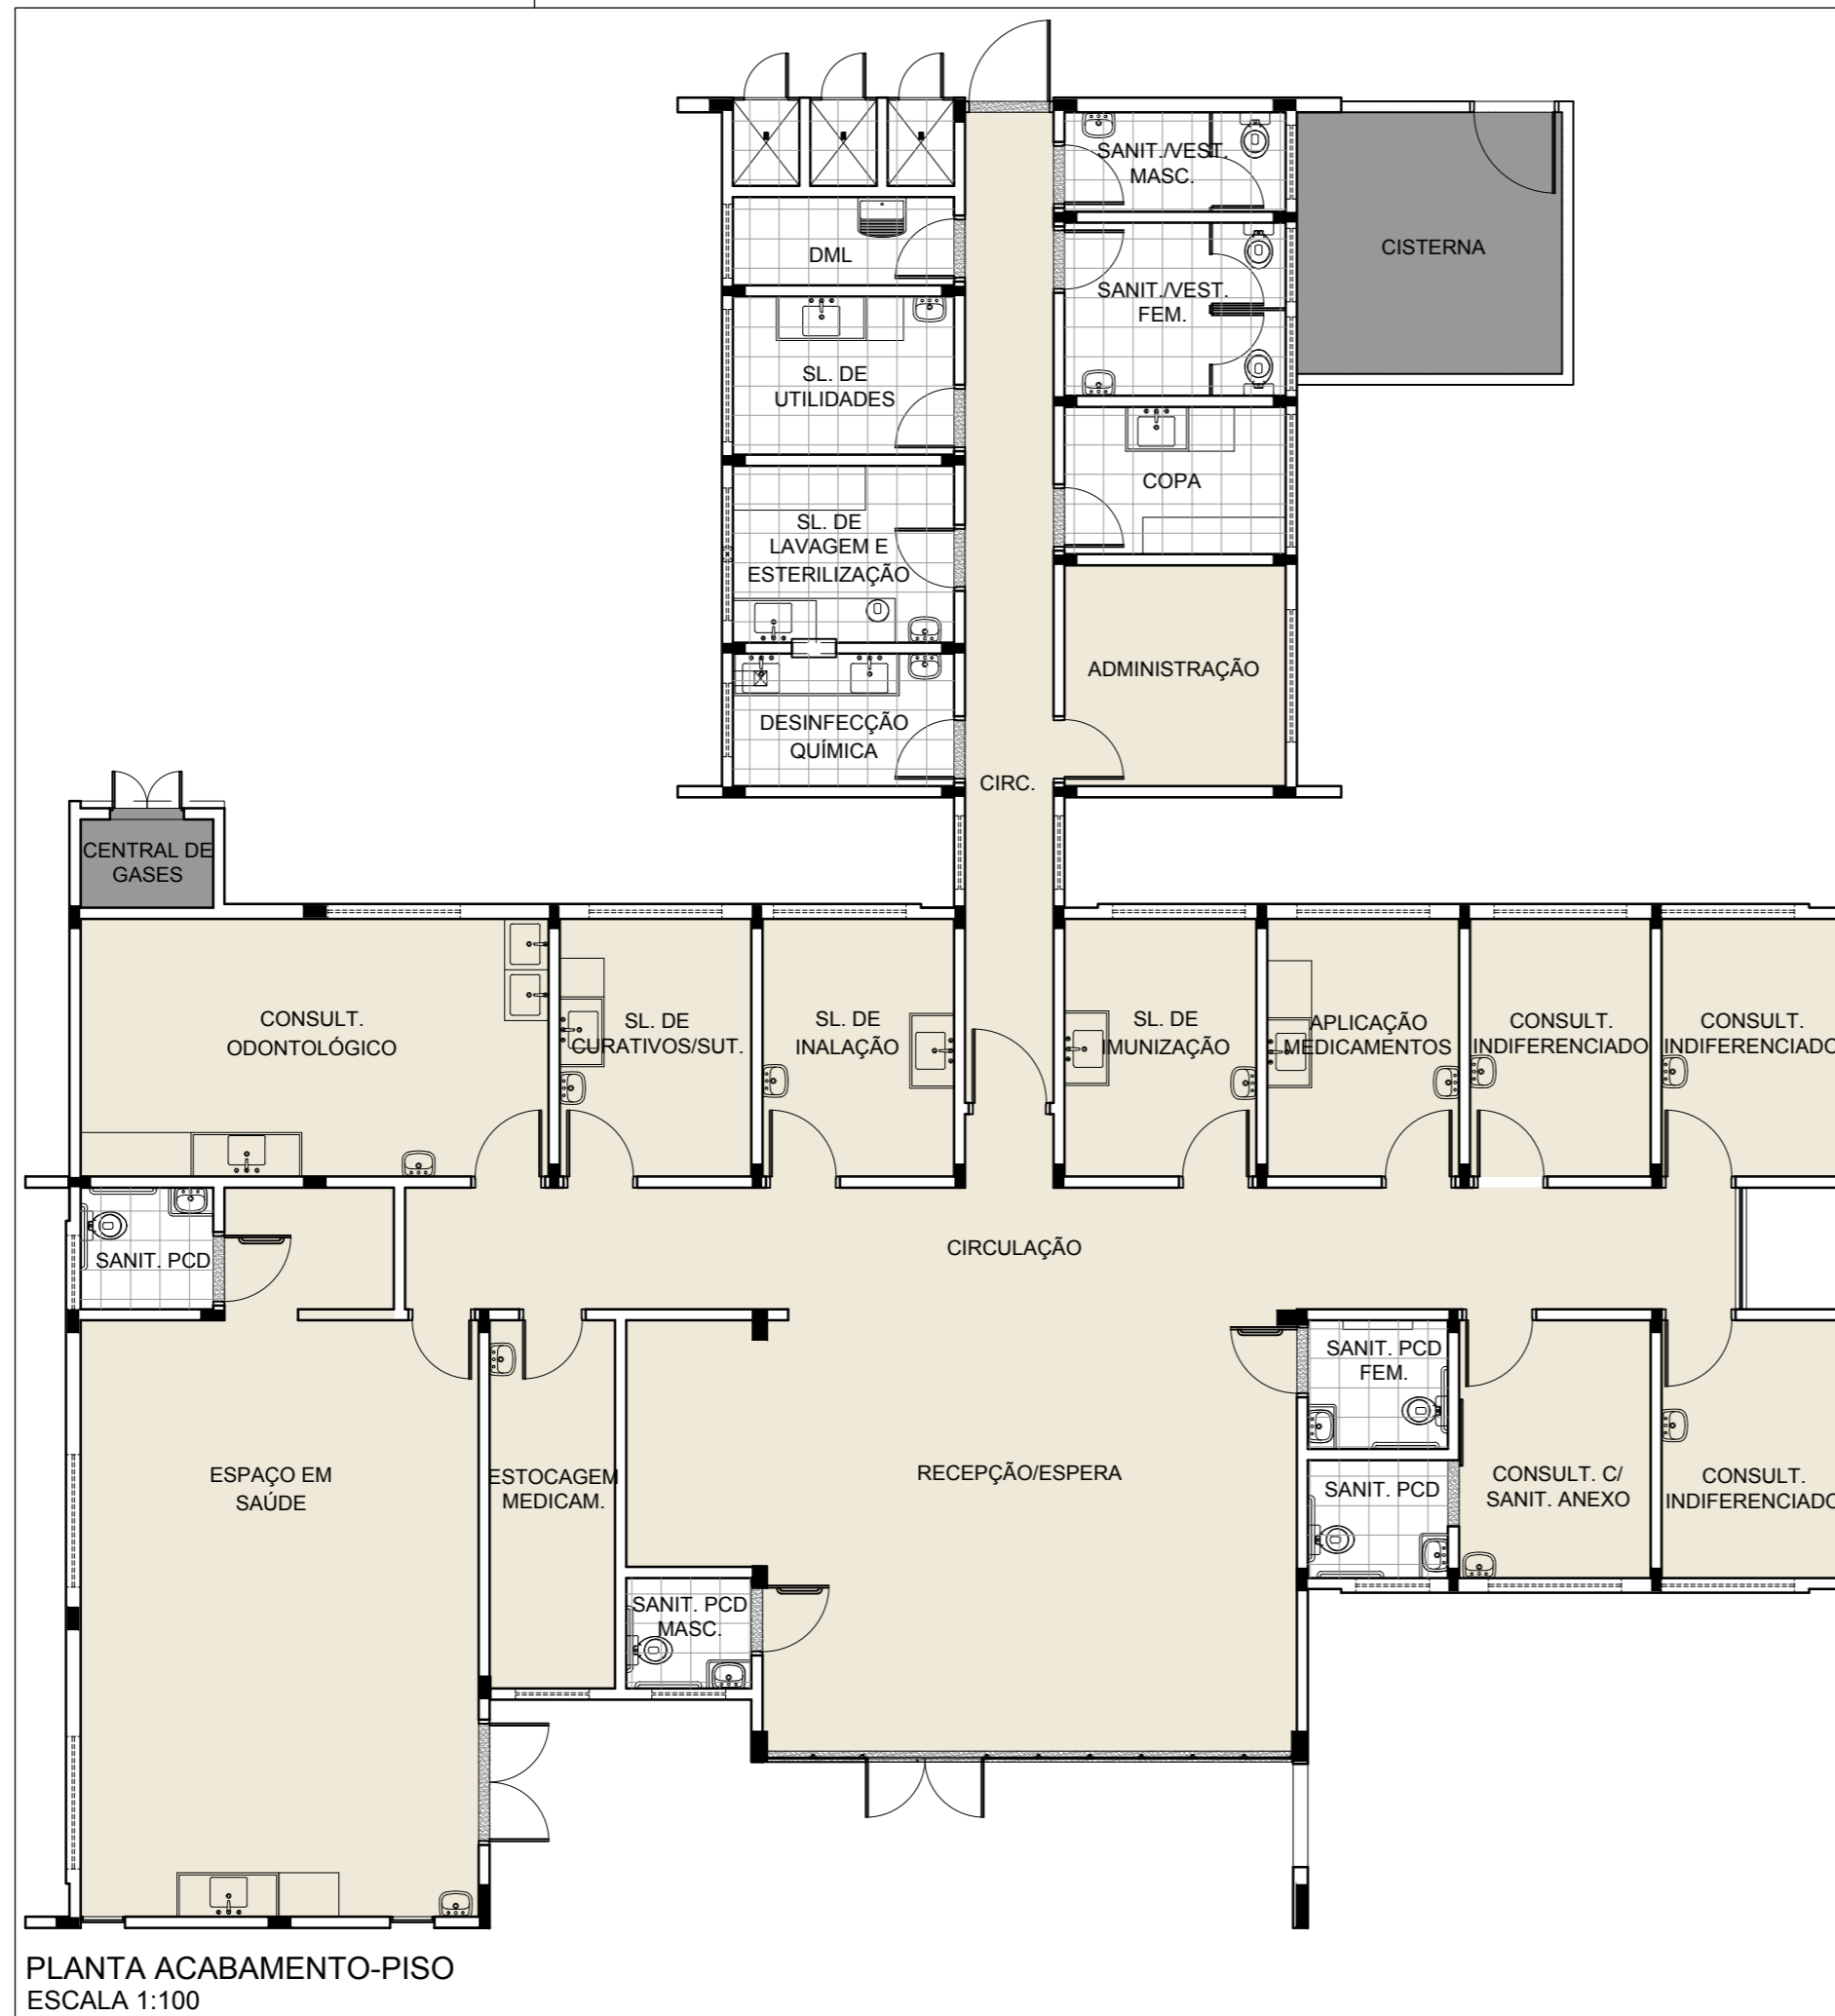 SANIT./VEST.
MASC.
CISTERNA
DML
SANIT./VEST.
FEM.
SL. DE
UTILIDADES
COPA
SL. DE
LAVAGEM E
ESTERILIZAÇÃO
ADMINISTRAÇÃO
DESINFECÇÃO
QUÍMICA
CIRC.
CENTRAL DE
GASES
CONSULT.
ODONTOLÓGICO
SL. DE
CURATIVOS/SUT.
SL. DE
INALAÇÃO
SL. DE
IMUNIZAÇÃO
APLICAÇÃO
MEDICAMENTOS
CONSULT.
INDIFERENCIADO
CONSULT.
INDIFERENCIADO
SANIT. PCD
CIRCULAÇÃO
SANIT. PCD
FEM.
ESPAÇO EM
SAÚDE
ESTOCAGEM
MEDICAM.
RECEPÇÃO/ESPERA
SANIT. PCD
CONSULT. C/
SANIT. ANEXO
CONSULT.
INDIFERENCIADO
SANIT. PCD
MASC.
PLANTA ACABAMENTO-PISO
ESCALA 1:100